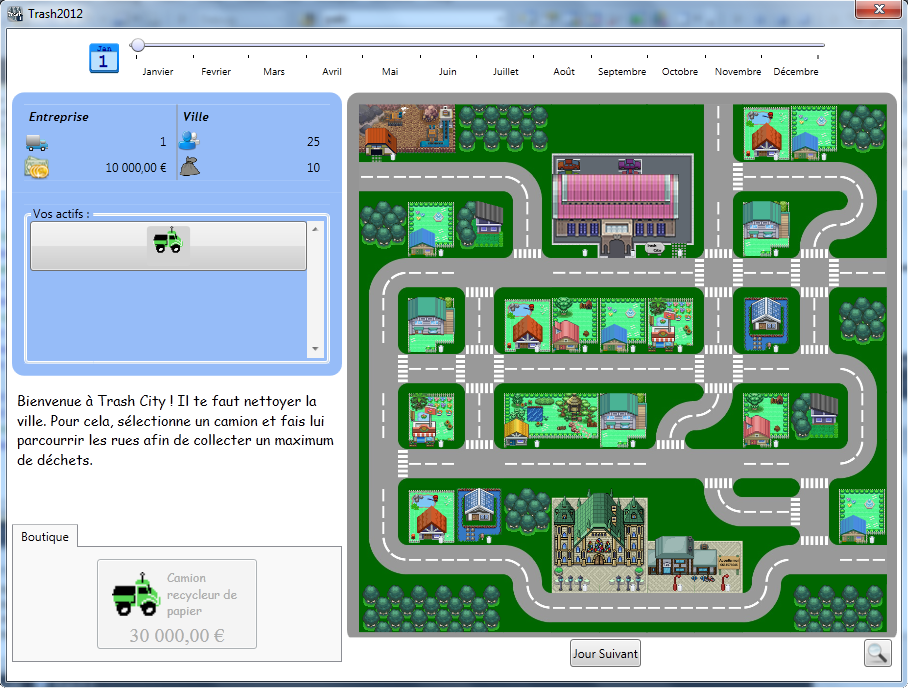 Trash2012
Jan
1
Janvier Fevrier Mars Avril Mai Juin Juillet Août Septembre Octobre Novembre Décembre
Entreprise Ville
1 25
10 000,00 € 10
Vos actifs :
Bienvenue à Trash City ! Il te faut nettoyer la
ville. Pour cela, sélectionne un camion et fais lui
parcourrir les rues afin de collecter un maximum
de déchets.
Boutique
Camion
recycleur de
papier
30 000,00 €
Trash
City
Jour Suivant